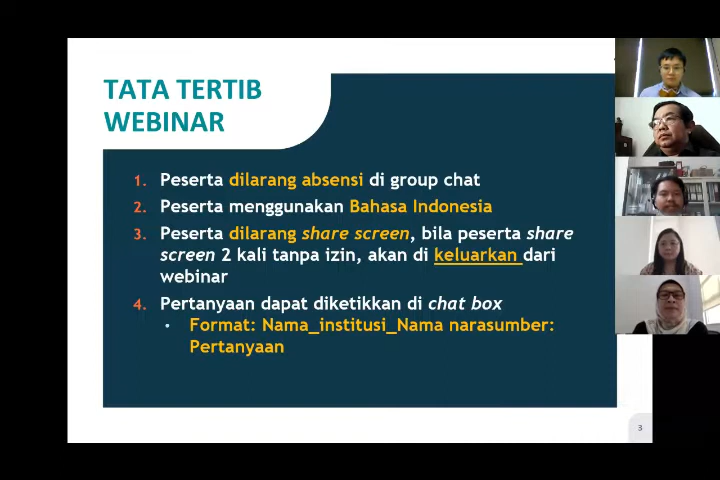 TATA TERTIB
WEBINAR
1. Peserta dilarang absensi di group chat
2. Peserta menggunakan Bahasa Indonesia
3. Peserta dilarang share screen, bila peserta share
screen 2 kali tanpa izin, akan di keluarkan dari
webinar
4. Pertanyaan dapat diketikkan di chat box
• Format: Nama_institusi_Nama narasumber:
Pertanyaan
3